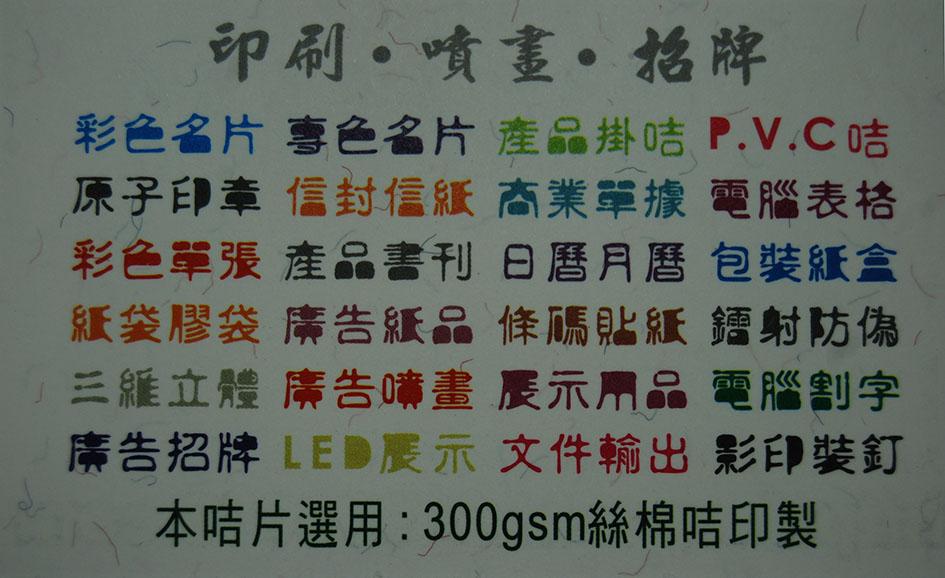 印刷•噴畫•招牌
彩色名片 專色名片 產品掛咭 P.V.C咭
原子印章 信封信紙 商業單據 電腦表格
彩色單張 產品書刊 日曆月曆 包裝紙盒
紙袋膠袋 廣告紙品 條碼貼紙 鐳射防偽
三維立體 廣告噴畫 展示用品 電腦割字
廣告招牌 LED展示 文件輸出 影印裝釘
本咭片選用:300gsm絲棉咭印製